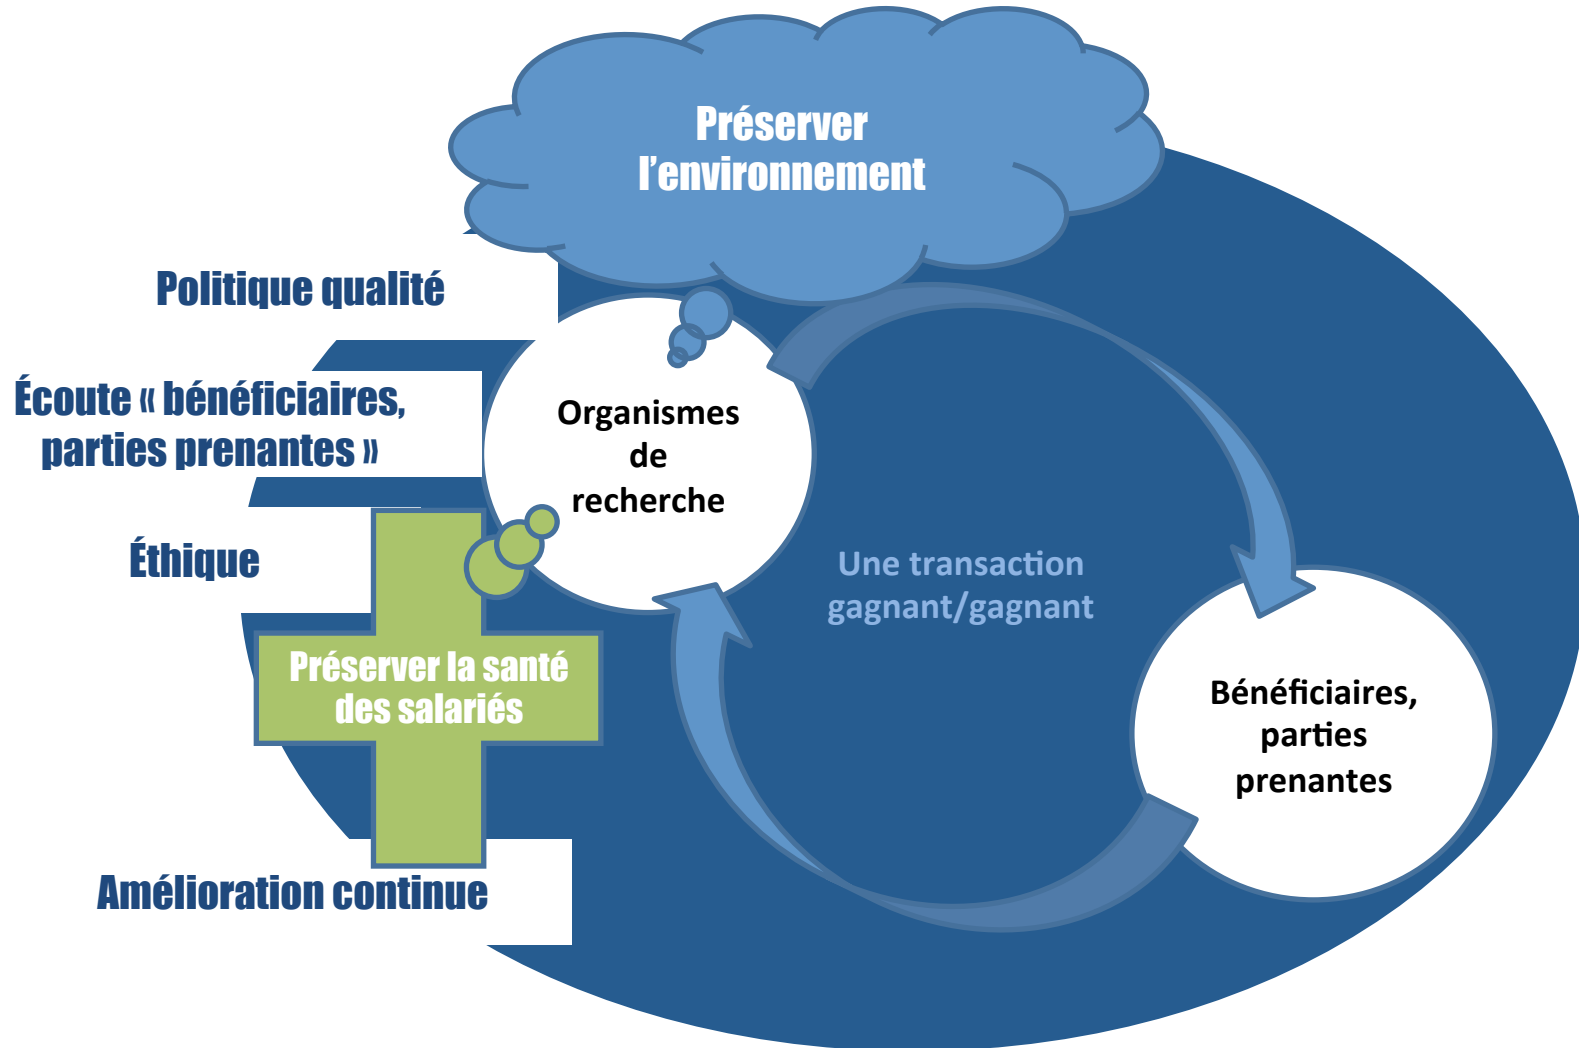 Préserver
l’environnement
Politique qualité
Écoute « bénéficiaires,
parties prenantes »
Éthique
Préserver la santé
des salariés
Amélioration continue
Organismes
de
recherche
Une transaction
gagnant/gagnant
Bénéficiaires,
parties
prenantes